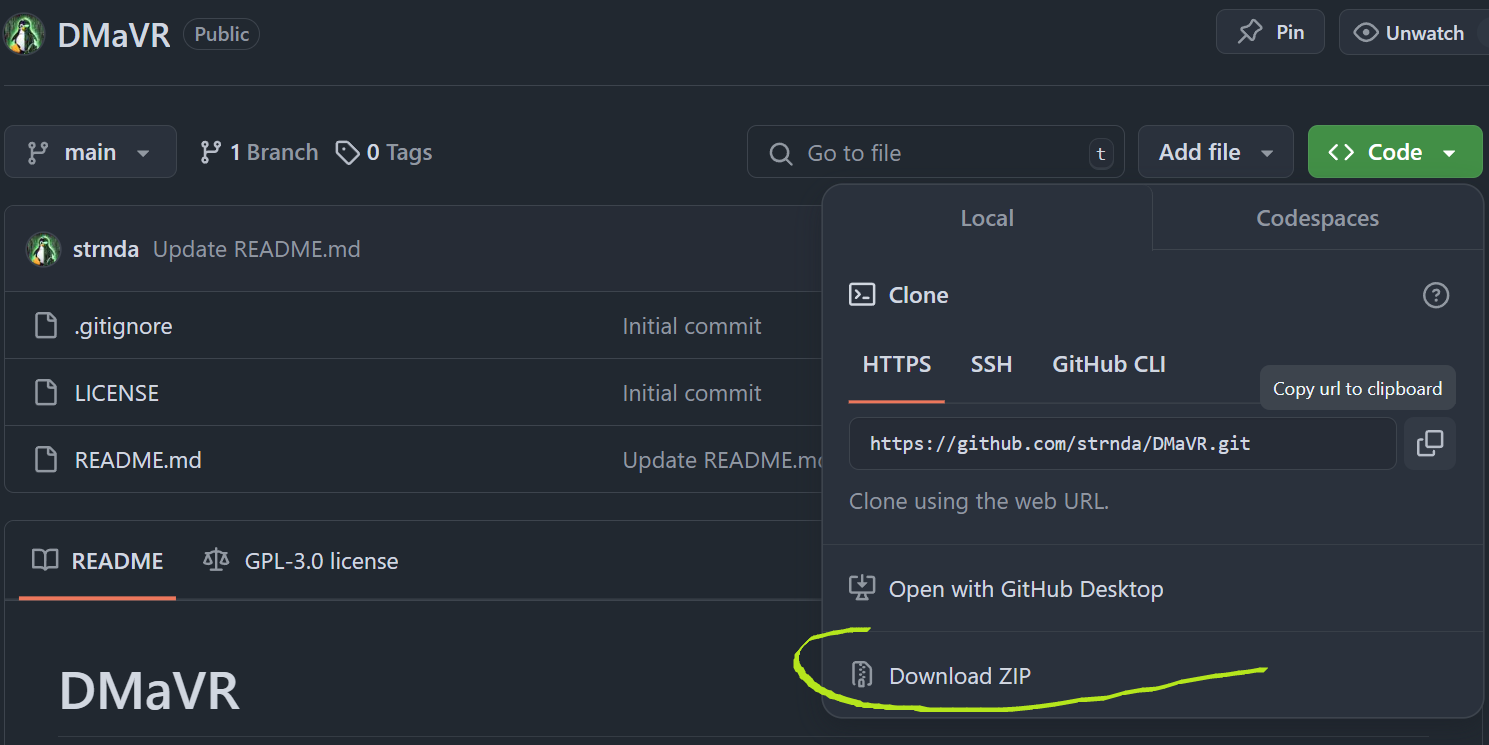 DMaVR Public Pin Unwatch
main 1 Branch 0 Tags Go to file t Add file Code
Local Codespaces
strnda Update README.md
Clone
.gitignore Initial commit
HTTPS SSH GitHub CLI
Copy url to clipboard
LICENSE Initial commit
https://github.com/strnda/DMaVR.git
README.md Update README.m
Clone using the web URL.
README GPL-3.0 license
Open with GitHub Desktop
Download ZIP
DMaVR